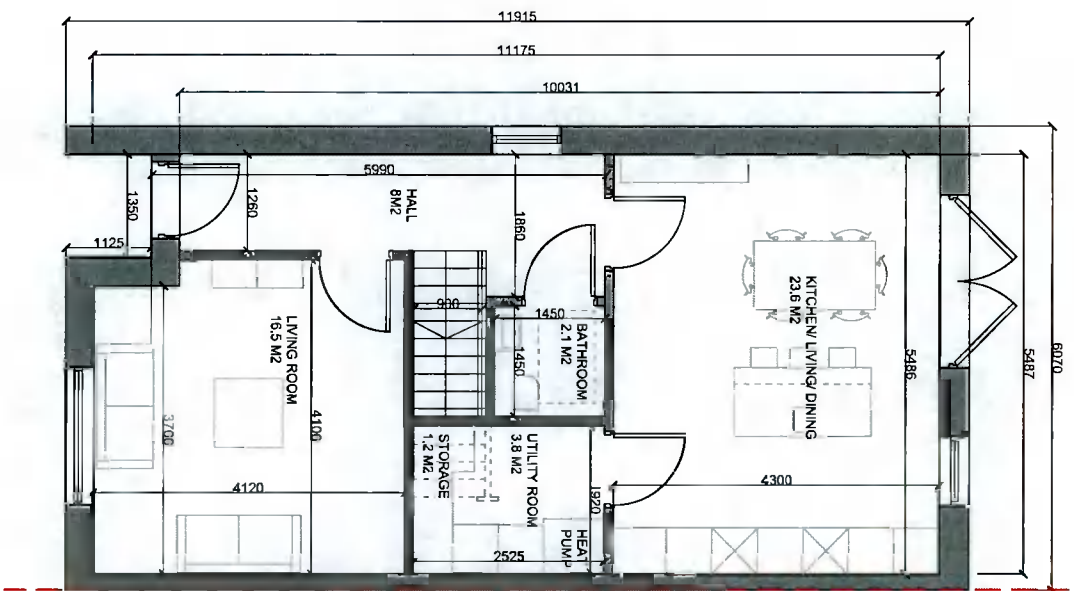 11915
11175
10031
5990
1350
1260
HALL
8M2
1860
1125
900
1450
BATHROOM
2.1 M2
1450
KITCHEN/ LIVING/ DINING
23.6 M2
5486
5487
6070
LIVING ROOM
16.5 M2
3700
4100
4120
STORAGE
1.2 M2
UTILITY ROOM
3.8 M2
1920
HEAT
PUMP
2525
4300